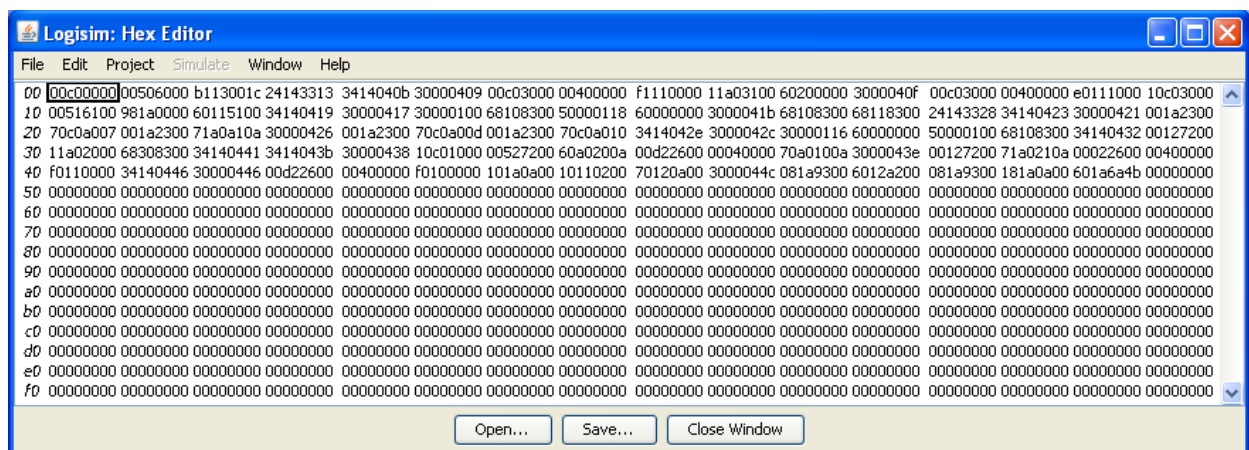 Logisim: Hex Editor
File Edit Project Simulate Window Help
00 00c00000 00506000 b113001c 24143313 3414040b 30000409 00c03000 00400000 f1110000 11a03100 60200000 3000040f 00c03000 00400000 e0111000 10c03000
10 00516100 981a0000 60115100 34140419 30000417 30000100 68108300 50000118 60000000 3000041b 68108300 68118300 24143328 34140423 30000421 001a2300
20 70c0a007 001a2300 71a0a10a 30000426 001a2300 70c0a00d 001a2300 70c0a010 3414042e 3000042c 30000116 60000000 50000100 68108300 34140432 00127200
30 11a02000 68308300 34140441 3414043b 30000438 10c01000 00527200 60a0200a 00d22600 00040000 70a0100a 3000043e 00127200 71a0210a 00022600 00400000
40 f0110000 34140446 30000446 00d22600 00400000 f0100000 101a0a00 10110200 70120a00 3000044c 081a9300 6012a200 081a9300 181a0a00 601a6a4b 00000000
50 00000000 00000000 00000000 00000000 00000000 00000000 00000000 00000000 00000000 00000000 00000000 00000000 00000000 00000000 00000000 00000000
60 00000000 00000000 00000000 00000000 00000000 00000000 00000000 00000000 00000000 00000000 00000000 00000000 00000000 00000000 00000000 00000000
70 00000000 00000000 00000000 00000000 00000000 00000000 00000000 00000000 00000000 00000000 00000000 00000000 00000000 00000000 00000000 00000000
80 00000000 00000000 00000000 00000000 00000000 00000000 00000000 00000000 00000000 00000000 00000000 00000000 00000000 00000000 00000000 00000000
90 00000000 00000000 00000000 00000000 00000000 00000000 00000000 00000000 00000000 00000000 00000000 00000000 00000000 00000000 00000000 00000000
a0 00000000 00000000 00000000 00000000 00000000 00000000 00000000 00000000 00000000 00000000 00000000 00000000 00000000 00000000 00000000 00000000
b0 00000000 00000000 00000000 00000000 00000000 00000000 00000000 00000000 00000000 00000000 00000000 00000000 00000000 00000000 00000000 00000000
c0 00000000 00000000 00000000 00000000 00000000 00000000 00000000 00000000 00000000 00000000 00000000 00000000 00000000 00000000 00000000 00000000
d0 00000000 00000000 00000000 00000000 00000000 00000000 00000000 00000000 00000000 00000000 00000000 00000000 00000000 00000000 00000000 00000000
e0 00000000 00000000 00000000 00000000 00000000 00000000 00000000 00000000 00000000 00000000 00000000 00000000 00000000 00000000 00000000 00000000
f0 00000000 00000000 00000000 00000000 00000000 00000000 00000000 00000000 00000000 00000000 00000000 00000000 00000000 00000000 00000000 00000000
Open... Save... Close Window